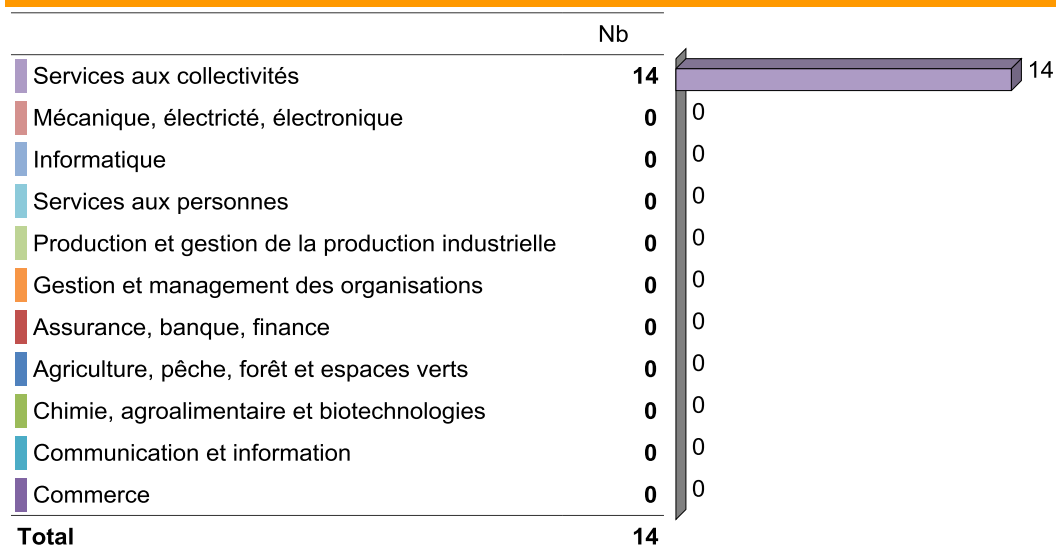 Nb
Services aux collectivités 14 14
Mécanique, électricté, électronique 0 0
Informatique 0 0
Services aux personnes 0 0
Production et gestion de la production industrielle 0 0
Gestion et management des organisations 0 0
Assurance, banque, finance 0 0
Agriculture, pêche, forêt et espaces verts 0 0
Chimie, agroalimentaire et biotechnologies 0 0
Communication et information 0 0
Commerce 0 0
Total 14